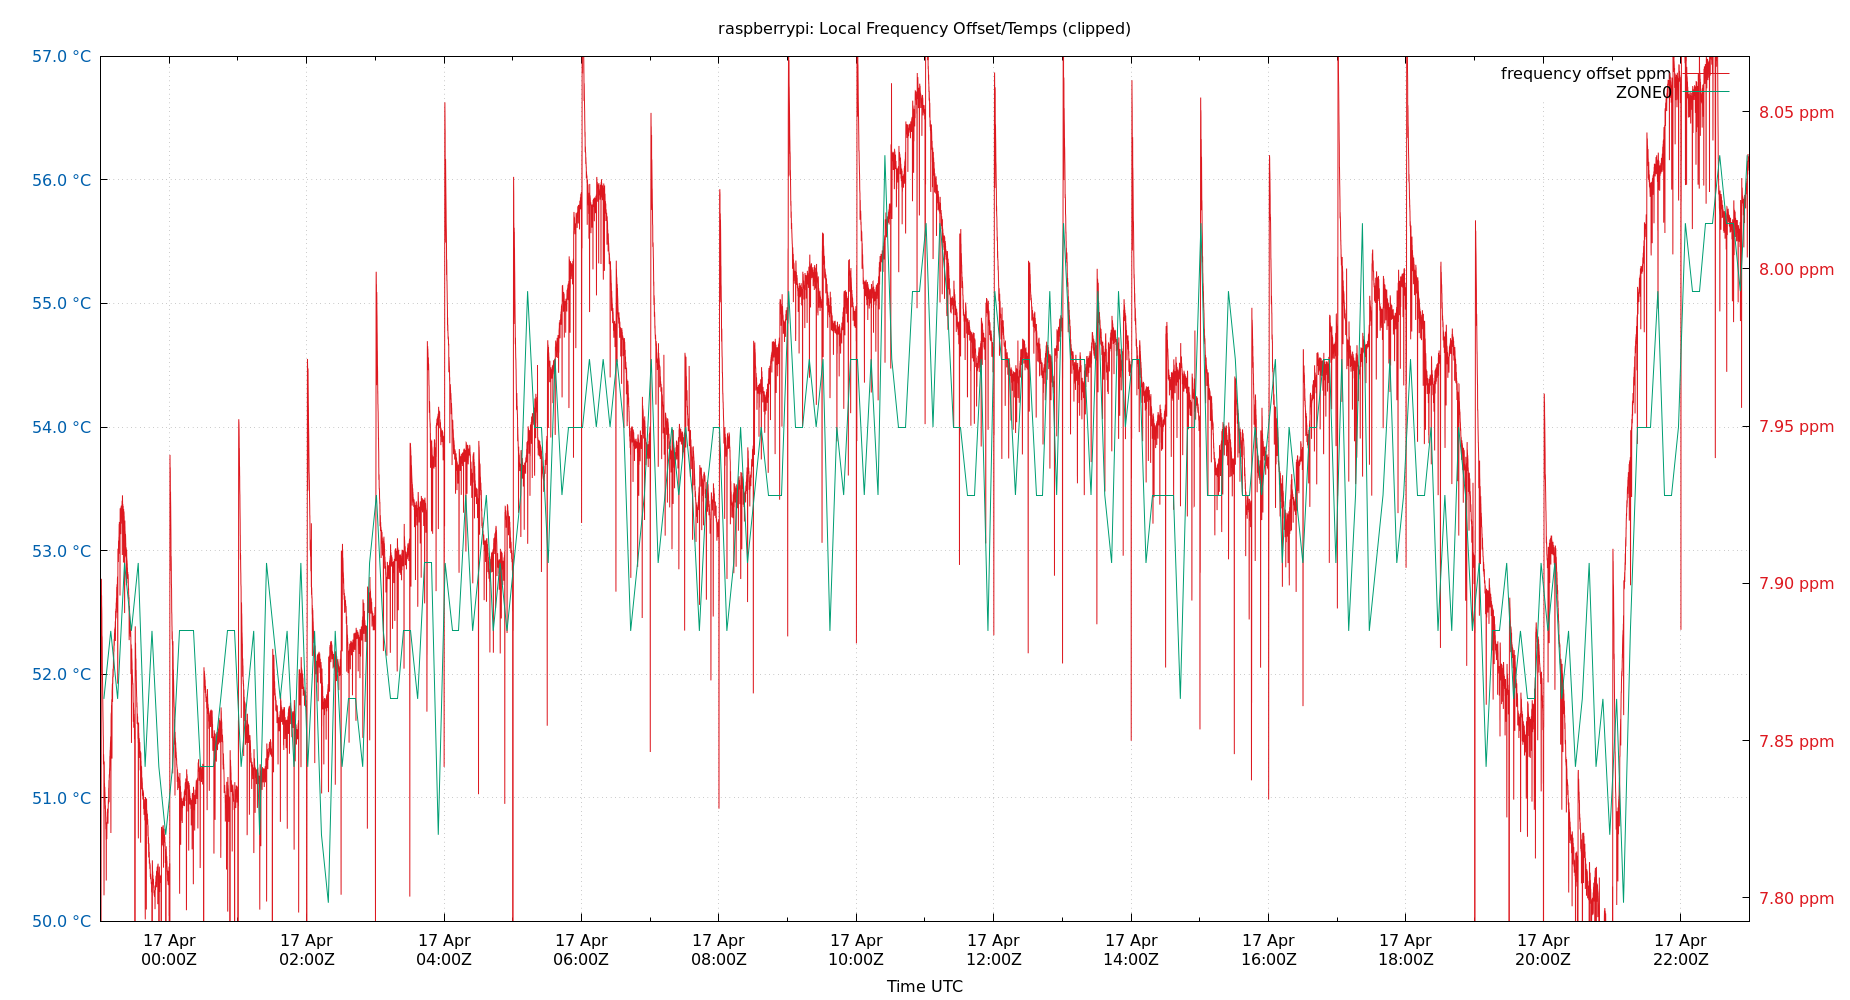 raspberrypi: Local Frequency Offset/Temps (clipped)
57.0 °C
56.0 °C
55.0 °C
54.0 °C
53.0 °C
52.0 °C
51.0 °C
50.0 °C
frequency offset ppm
ZONE0
8.05 ppm
8.00 ppm
7.95 ppm
7.90 ppm
7.85 ppm
7.80 ppm
17 Apr 17 Apr 17 Apr 17 Apr 17 Apr 17 Apr 17 Apr 17 Apr 17 Apr 17 Apr 17 Apr 17 Apr
00:00Z 02:00Z 04:00Z 06:00Z 08:00Z 10:00Z 12:00Z 14:00Z 16:00Z 18:00Z 20:00Z 22:00Z
Time UTC